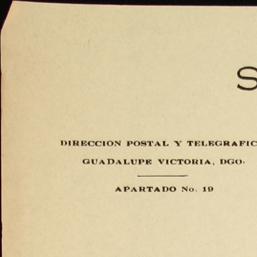 S
DIRECCION POSTAL Y TELEGRAFIC
GUADALUPE VICTORIA, DGO.
APARTADO No. 19